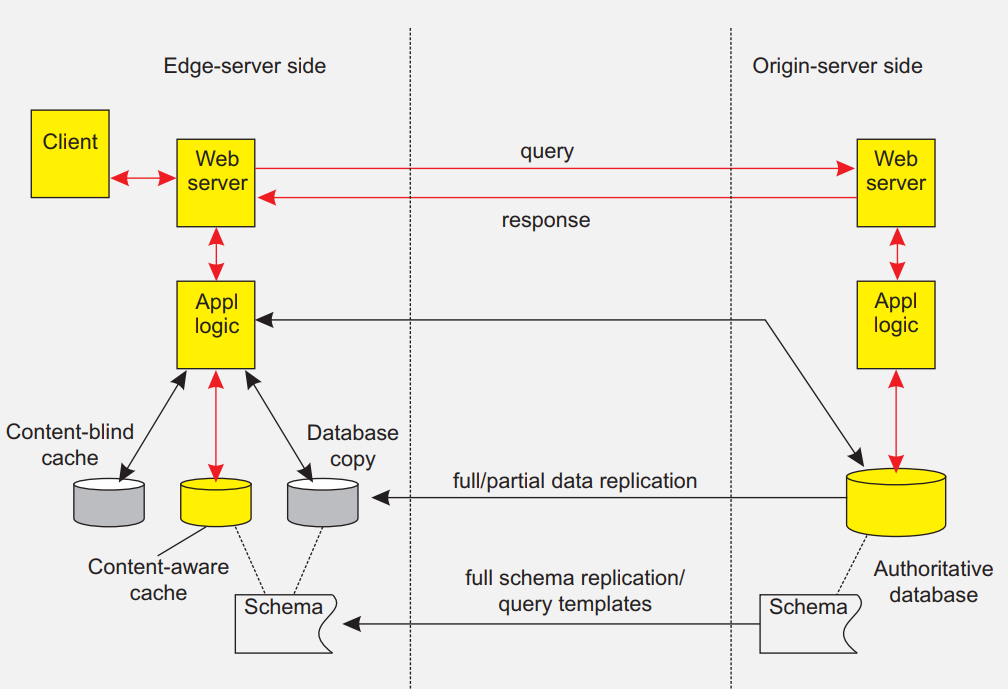 Edge-server side
Origin-server side
Client
Web
server
query
response
Web
server
Appl
logic
Appl
logic
Content-blind
cache
Database
copy
full/partial data replication
Content-aware
cache
Schema
full schema replication/
query templates
Schema
Authoritative
database